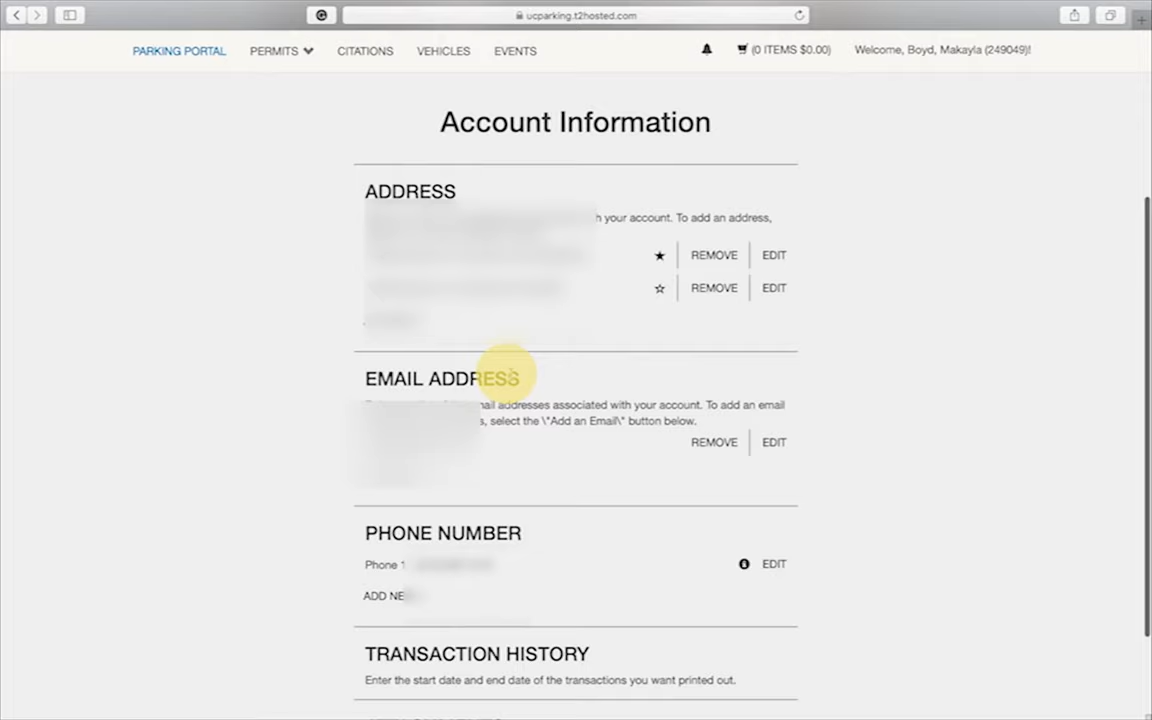 ucparking.t2hosted.com
PARKING PORTAL PERMITS CITATIONS VEHICLES EVENTS (0 ITEMS $0.00) Welcome, Boyd, Makayla (249049)!
Account Information
ADDRESS
h your account. To add an address,
REMOVE EDIT
REMOVE EDIT
EMAIL ADDRESS
addresses associated with your account. To add an email
select the \"Add an Email\" button below.
REMOVE EDIT
PHONE NUMBER
Phone 1 EDIT
ADD NE
TRANSACTION HISTORY
Enter the start date and end date of the transactions you want printed out.